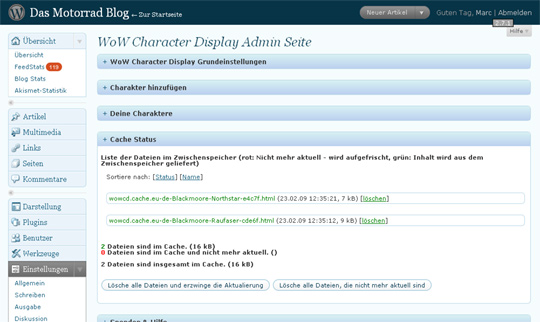 Das Motorrad Blog ← Zur Startseite
Neuer Artikel
Guten Tag, Marc | Abmelden
2.7.1
Hilfe
Übersicht
Übersicht
FeedStats 119
Blog Stats
Akismet-Statistik
Artikel
Multimedia
Links
Seiten
Kommentare
Darstellung
Plugins
Benutzer
Werkzeuge
Einstellungen
Allgemein
Schreiben
Ausgabe
Diskussion
WoW Character Display Admin Seite
+ WoW Character Display Grundeinstellungen
+ Charakter hinzufügen
+ Deine Charaktere
+ Cache Status
Liste der Dateien im Zwischenspeicher (rot: Nicht mehr aktuell - wird aufgefrischt, grün: Inhalt wird aus dem
Zwischenspeicher geliefert)
Sortiere nach: [Status] [Name]
wowcd.cache.eu-de-Blackmoore-Northstar-e4c7f.html (23.02.09 12:35:21, 7 kB) [löschen]
wowcd.cache.eu-de-Blackmoore-Raufaser-cde6f.html (23.02.09 12:35:12, 9 kB) [löschen]
2 Dateien sind im Cache. (16 kB)
0 Dateien sind im Cache und nicht mehr aktuell. ()
2 Dateien sind insgesamt im Cache. (16 kB)
Lösche alle Dateien und erzwinge die Aktualierung
Lösche alle Dateien, die nicht mehr aktuell sind